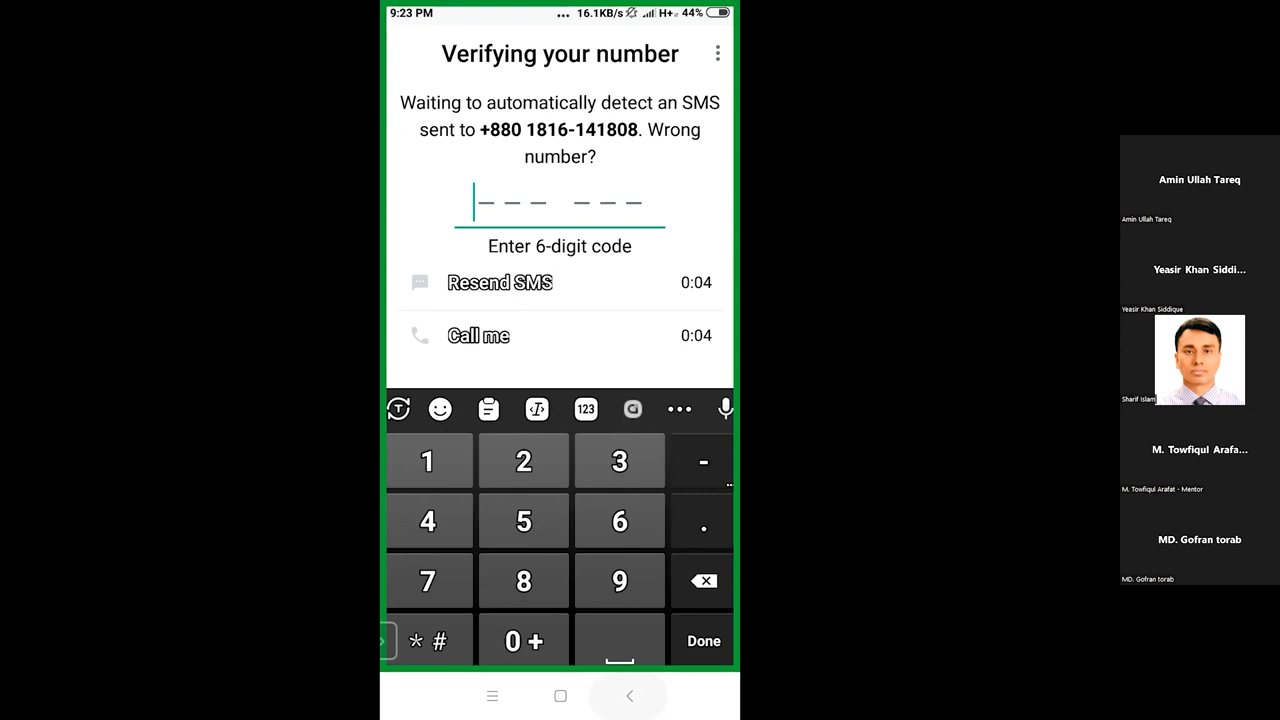 9:23 PM
... 16.1KB/s H+ 44%
Verifying your number
Waiting to automatically detect an SMS
sent to +880 1816-141808. Wrong
number?
Enter 6-digit code
Resend SMS 0:04
Call me 0:04
T 123
1 2 3 -
4 5 6 .
7 8 9
* # 0 + Done
Amin Ullah Tareq
Amin Ullah Tareq
Yeasir Khan Siddi...
Yeasir Khan Siddique
Sharif Islam
M. Towfiqul Arafa...
M. Towfiqul Arafat - Mentor
MD. Gofran torab
MD. Gofran torab